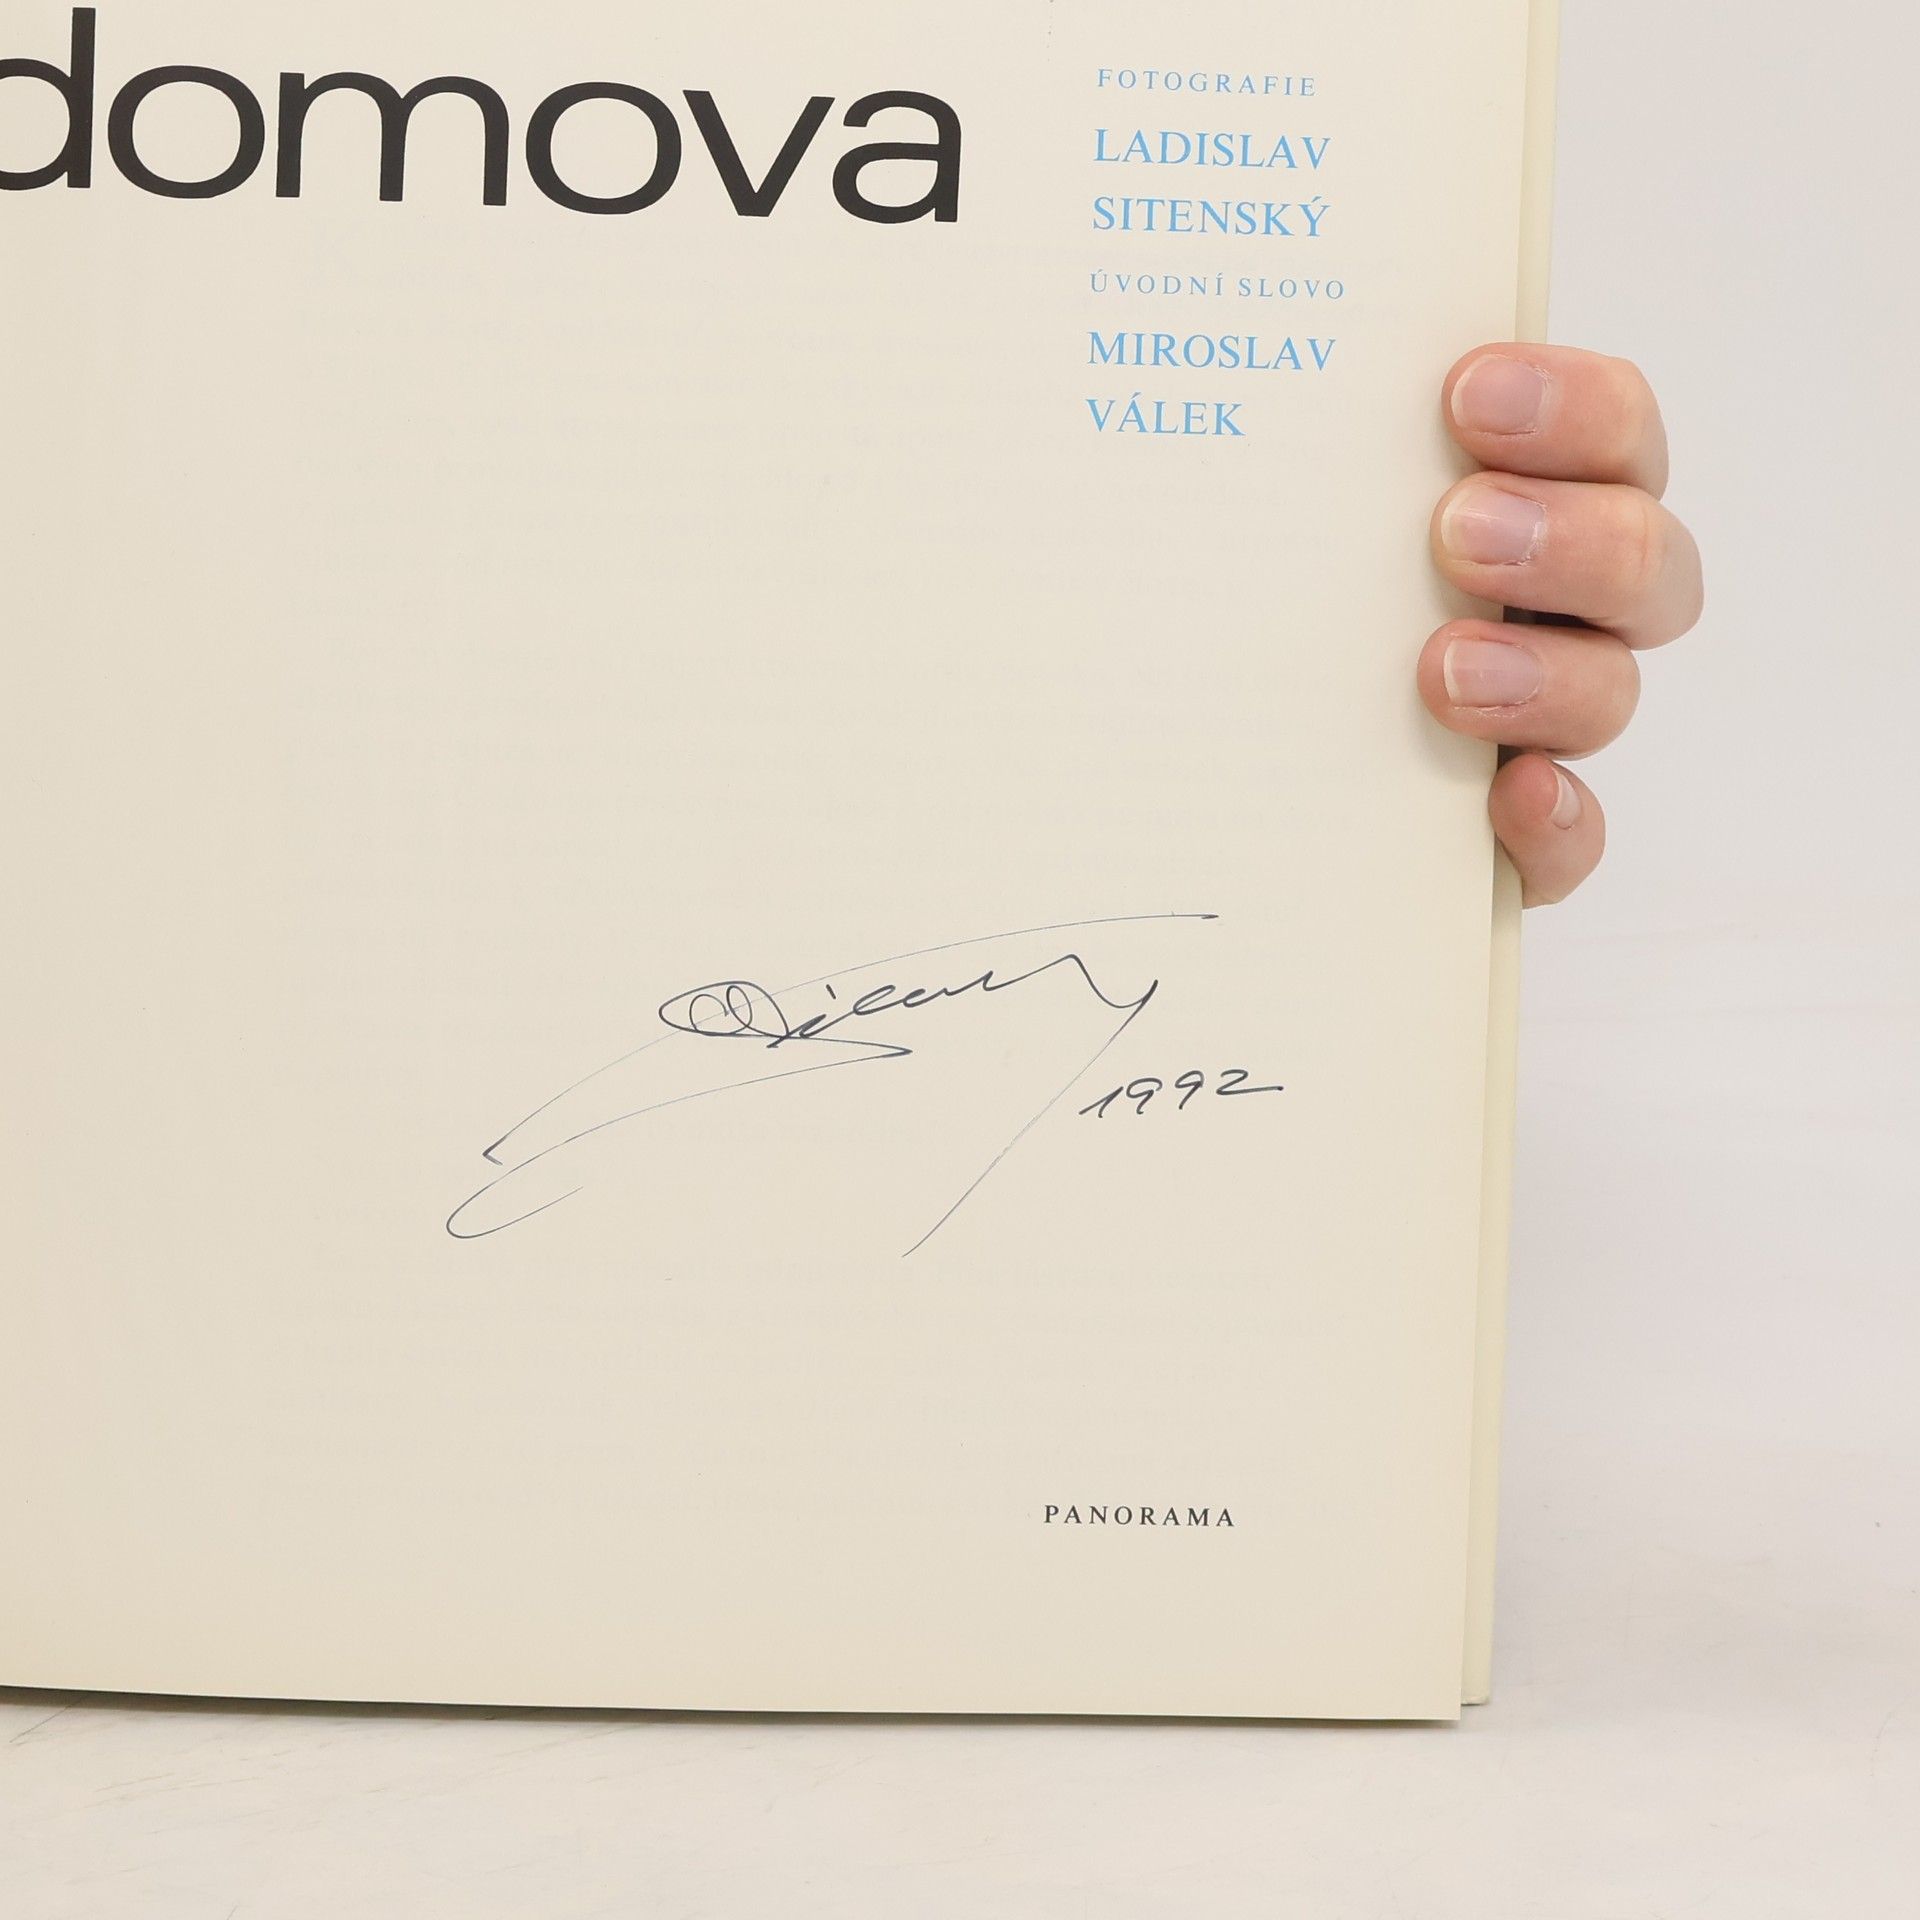 domova
FOTOGRAFIE
LADISLAV
SITENSKÝ
ÚVODNÍ SLOVO
MIROSLAV
VÁLEK
1992
PANORAMA